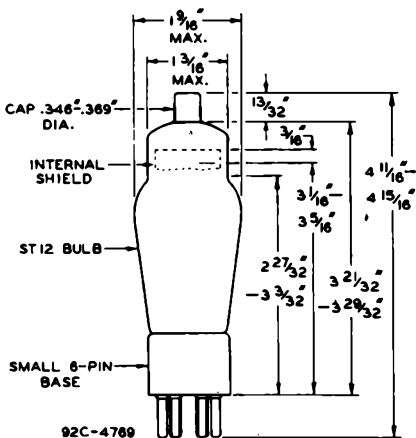 1 9/16"
MAX.
1 3/16"
MAX.
CAP .346"-.369"
DIA.
13/32"
3/16"
INTERNAL
SHIELD
4 11/16"-
4 15/16"
3 1/16"-
3 5/16"
ST12 BULB
2 27/32"
-3 3/32"
3 21/32"
-3 29/32"
SMALL 6-PIN
BASE
92C-4769